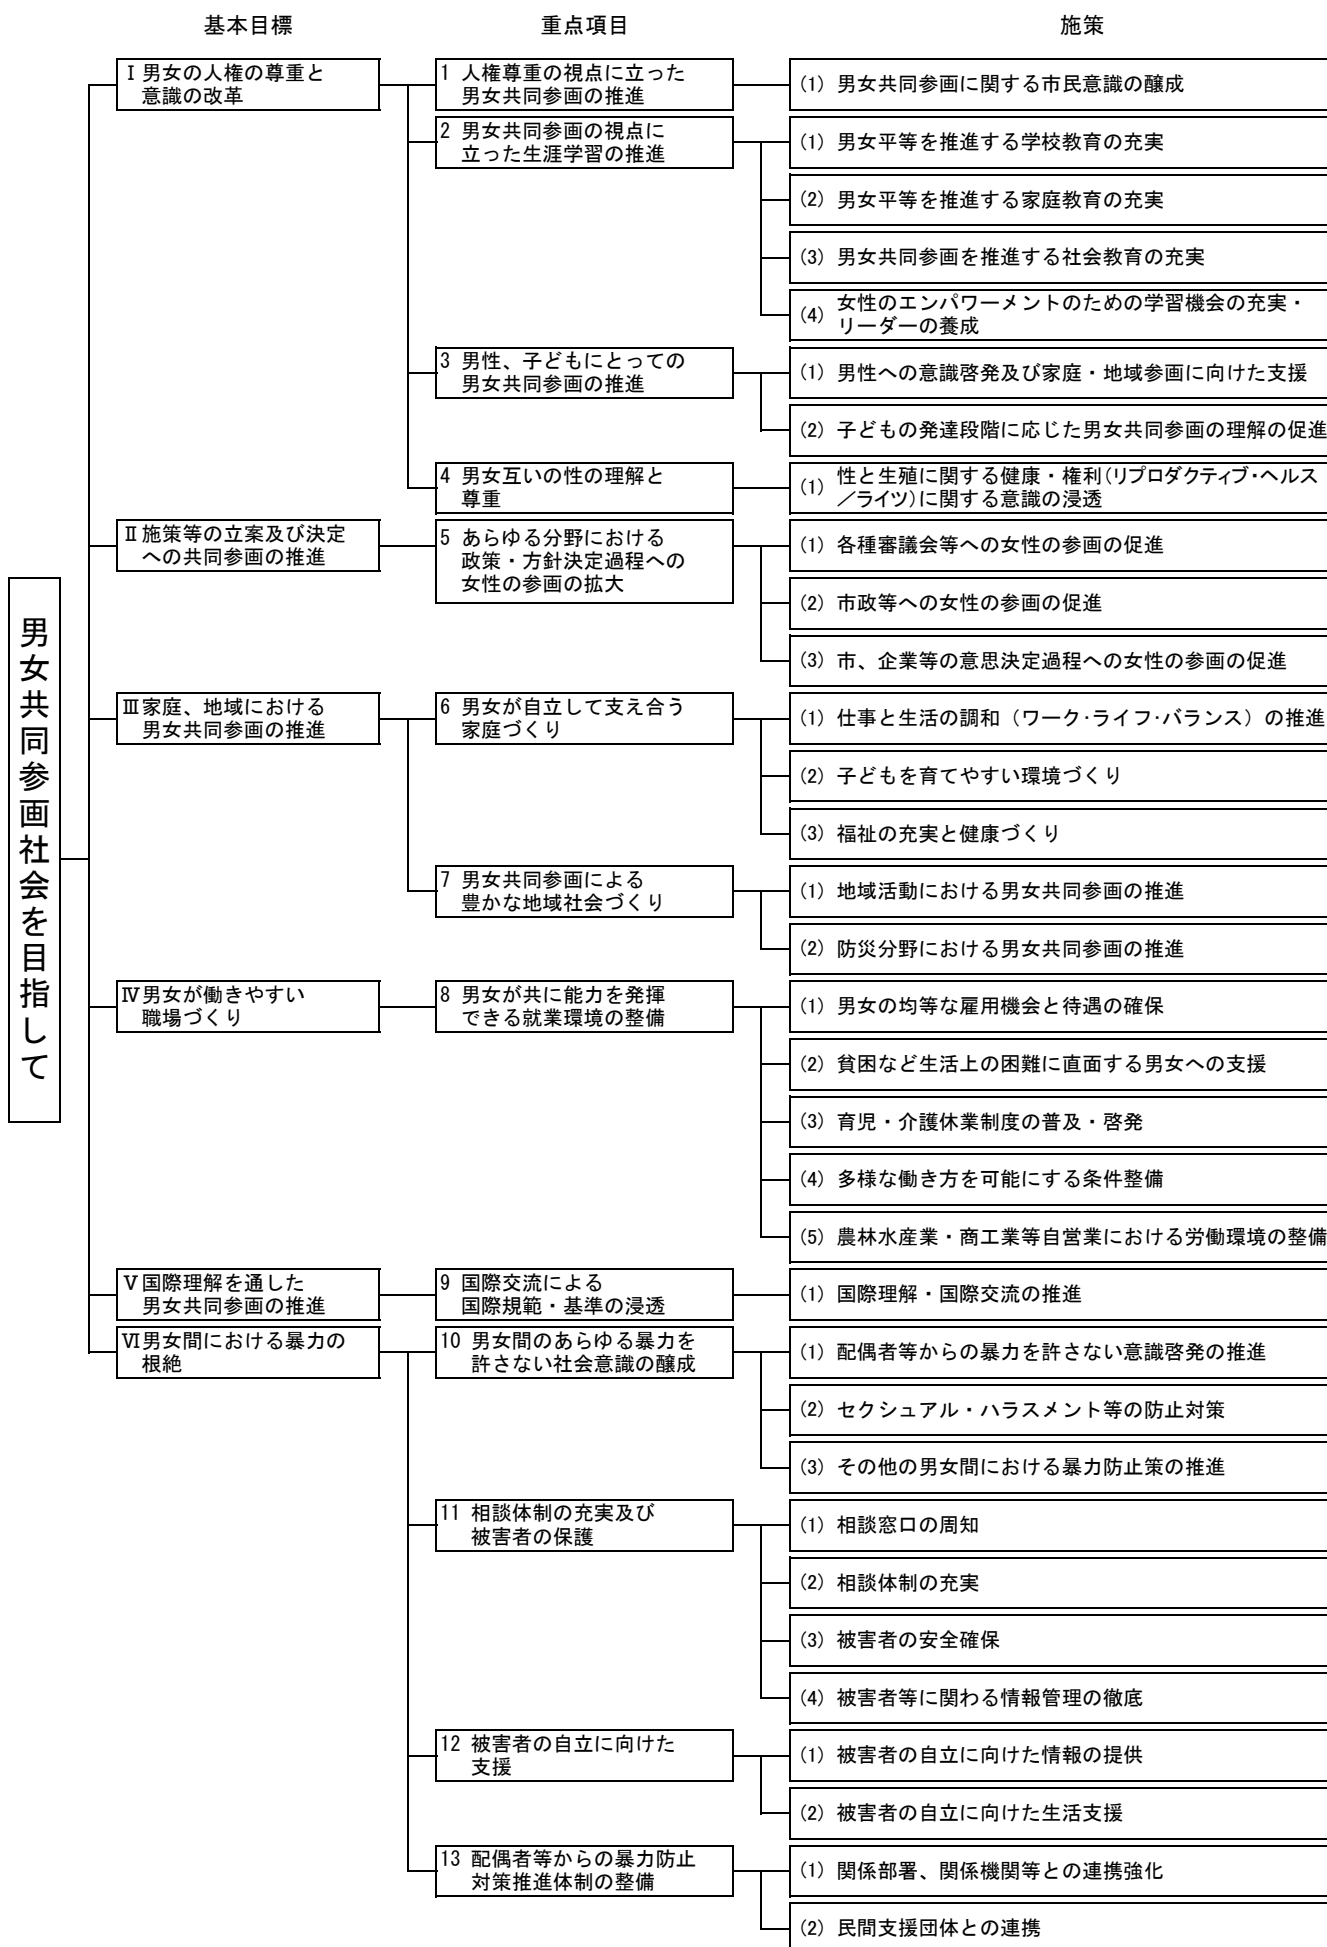 基本目標
重点項目
施策
男女共同参画社会を目指して
Ⅰ 男女の人権の尊重と
意識の改革
1 人権尊重の視点に立った
男女共同参画の推進
(1) 男女共同参画に関する市民意識の醸成
2 男女共同参画の視点に
立った生涯学習の推進
(1) 男女平等を推進する学校教育の充実
(2) 男女平等を推進する家庭教育の充実
(3) 男女共同参画を推進する社会教育の充実
(4) 女性のエンパワーメントのための学習機会の充実・
リーダーの養成
3 男性、子どもにとっての
男女共同参画の推進
(1) 男性への意識啓発及び家庭・地域参画に向けた支援
(2) 子どもの発達段階に応じた男女共同参画の理解の促進
4 男女互いの性の理解と
尊重
(1) 性と生殖に関する健康・権利(リプロダクティブ・ヘルス
／ライツ)に関する意識の浸透
Ⅱ 施策等の立案及び決定
への共同参画の推進
5 あらゆる分野における
政策・方針決定過程への
女性の参画の拡大
(1) 各種審議会等への女性の参画の促進
(2) 市政等への女性の参画の促進
(3) 市、企業等の意思決定過程への女性の参画の促進
Ⅲ 家庭、地域における
男女共同参画の推進
6 男女が自立して支え合う
家庭づくり
(1) 仕事と生活の調和（ワーク・ライフ・バランス）の推進
(2) 子どもを育てやすい環境づくり
(3) 福祉の充実と健康づくり
7 男女共同参画による
豊かな地域社会づくり
(1) 地域活動における男女共同参画の推進
(2) 防災分野における男女共同参画の推進
Ⅳ 男女が働きやすい
職場づくり
8 男女が共に能力を発揮
できる就業環境の整備
(1) 男女の均等な雇用機会と待遇の確保
(2) 貧困など生活上の困難に直面する男女への支援
(3) 育児・介護休業制度の普及・啓発
(4) 多様な働き方を可能にする条件整備
(5) 農林水産業・商工業等自営業における労働環境の整備
Ⅴ 国際理解を通した
男女共同参画の推進
9 国際交流による
国際規範・基準の浸透
(1) 国際理解・国際交流の推進
Ⅵ 男女間における暴力の
根絶
10 男女間のあらゆる暴力を
許さない社会意識の醸成
(1) 配偶者等からの暴力を許さない意識啓発の推進
(2) セクシュアル・ハラスメント等の防止対策
(3) その他の男女間における暴力防止策の推進
11 相談体制の充実及び
被害者の保護
(1) 相談窓口の周知
(2) 相談体制の充実
(3) 被害者の安全確保
(4) 被害者等に関わる情報管理の徹底
12 被害者の自立に向けた
支援
(1) 被害者の自立に向けた情報の提供
(2) 被害者の自立に向けた生活支援
13 配偶者等からの暴力防止
対策推進体制の整備
(1) 関係部署、関係機関等との連携強化
(2) 民間支援団体との連携